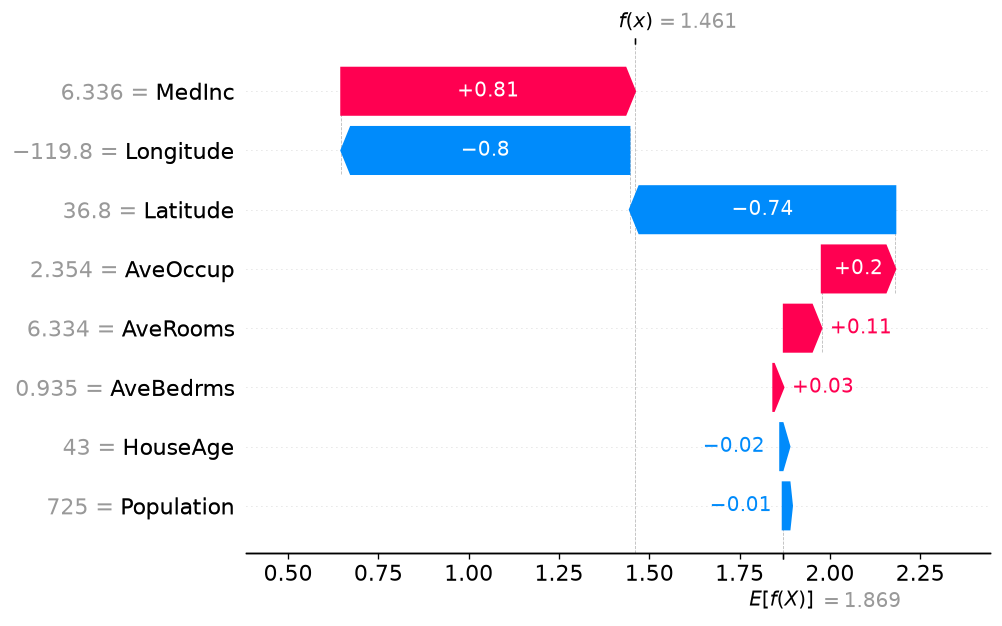 f(x) = 1.461
6.336 = MedInc +0.81
−119.8 = Longitude −0.8
36.8 = Latitude −0.74
2.354 = AveOccup +0.2
6.334 = AveRooms +0.11
0.935 = AveBedrms +0.03
43 = HouseAge −0.02
725 = Population −0.01
0.50 0.75 1.00 1.25 1.50 1.75 2.00 2.25
E[f(X)] = 1.869